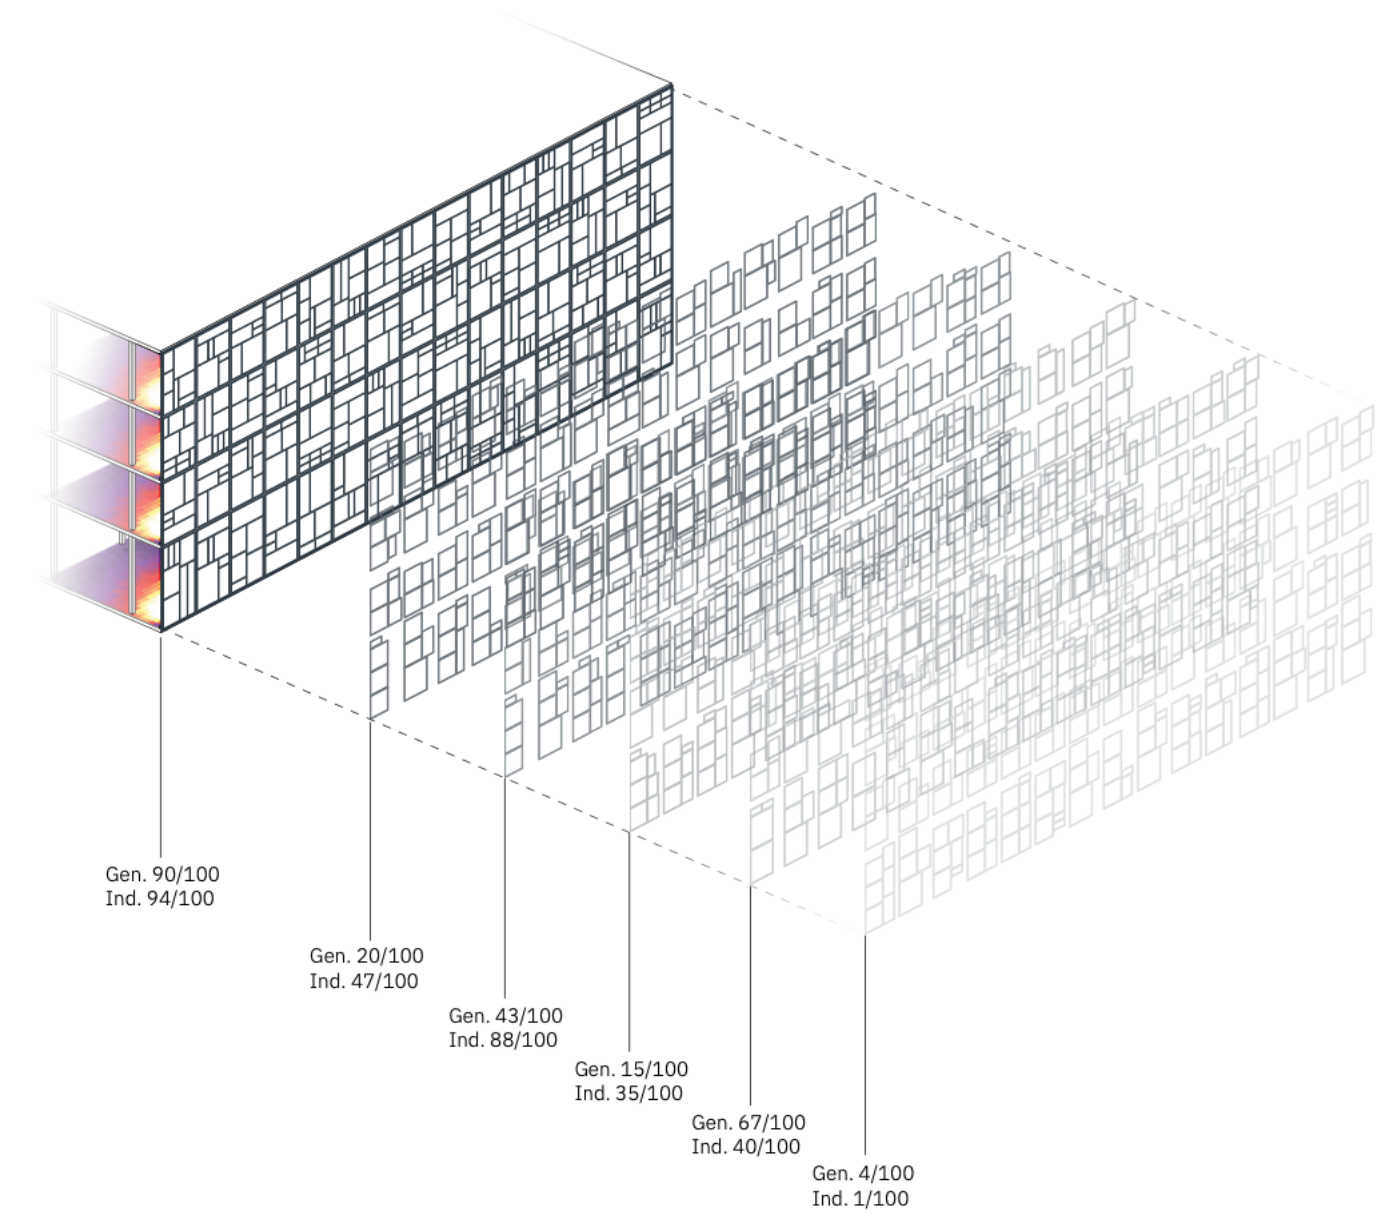 Gen. 90/100
Ind. 94/100
Gen. 20/100
Ind. 47/100
Gen. 43/100
Ind. 88/100
Gen. 15/100
Ind. 35/100
Gen. 67/100
Ind. 40/100
Gen. 4/100
Ind. 1/100